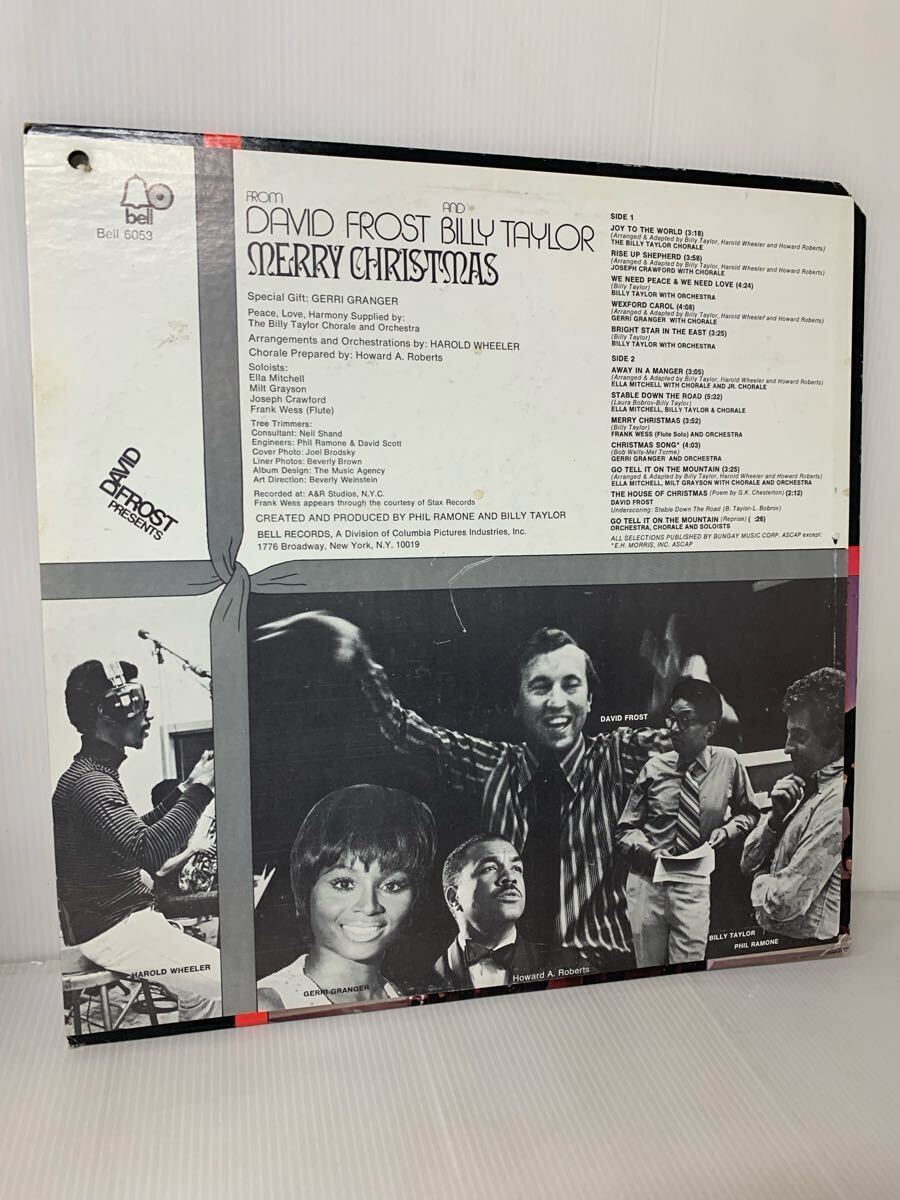 bell
Bell 6053
FROM
DAVID FROST AND BILLY TAYLOR
MERRY CHRISTMAS
Special Gift: GERRI GRANGER
Peace, Love, Harmony Supplied by:
The Billy Taylor Chorale and Orchestra
Arrangements and Orchestrations by: HAROLD WHEELER
Chorale Prepared by: Howard A. Roberts
Soloists:
Ella Mitchell
Milt Grayson
Joseph Crawford
Frank Wess (Flute)
Tree Trimmers:
Consultant: Neil Shand
Engineers: Phil Ramone & David Scott
Cover Photo: Joel Brodsky
Liner Photos: Beverly Brown
Album Design: The Music Agency
Art Direction: Beverly Weinstein
Recorded at: A&R Studios, N.Y.C.
Frank Wess appears through the courtesy of Stax Records
CREATED AND PRODUCED BY PHIL RAMONE AND BILLY TAYLOR
BELL RECORDS, A Division of Columbia Pictures Industries, Inc.
1776 Broadway, New York, N.Y. 10019
SIDE 1
JOY TO THE WORLD (3:18)
(Arranged & Adapted by Billy Taylor, Harold Wheeler and Howard Roberts)
THE BILLY TAYLOR CHORALE
RISE UP SHEPHERD (3:58)
(Arranged & Adapted by Billy Taylor, Harold Wheeler and Howard Roberts)
JOSEPH CRAWFORD WITH CHORALE
WE NEED PEACE & WE NEED LOVE (4:24)
(Billy Taylor)
BILLY TAYLOR WITH ORCHESTRA
WEXFORD CAROL (4:08)
(Arranged & Adapted by Billy Taylor, Harold Wheeler and Howard Roberts)
GERRI GRANGER WITH CHORALE
BRIGHT STAR IN THE EAST (3:25)
(Billy Taylor)
BILLY TAYLOR WITH ORCHESTRA
SIDE 2
AWAY IN A MANGER (3:05)
(Arranged & Adapted by Billy Taylor, Harold Wheeler and Howard Roberts)
ELLA MITCHELL WITH CHORALE AND JR. CHORALE
STABLE DOWN THE ROAD (5:32)
(Laura Bobrov-Billy Taylor)
ELLA MITCHELL, BILLY TAYLOR & CHORALE
MERRY CHRISTMAS (3:52)
(Billy Taylor)
FRANK WESS (Flute Solo) AND ORCHESTRA
CHRISTMAS SONG* (4:03)
(Bob Wells-Mel Torme)
GERRI GRANGER AND ORCHESTRA
GO TELL IT ON THE MOUNTAIN (3:25)
(Arranged & Adapted by Billy Taylor, Harold Wheeler and Howard Roberts)
ELLA MITCHELL, MILT GRAYSON WITH CHORALE AND ORCHESTRA
THE HOUSE OF CHRISTMAS (Poem by G.K. Chesterton) (2:12)
DAVID FROST
Underscoring: Stable Down The Road (B. Taylor-L. Bobrov)
GO TELL IT ON THE MOUNTAIN (Reprise) ( :26)
ORCHESTRA, CHORALE AND SOLOISTS
ALL SELECTIONS PUBLISHED BY BUNGAY MUSIC CORP. ASCAP except:
*E.H. MORRIS, INC. ASCAP
DAVID
FROST
PRESENTS
HAROLD WHEELER
GERRI GRANGER
Howard A. Roberts
DAVID FROST
BILLY TAYLOR
PHIL RAMONE